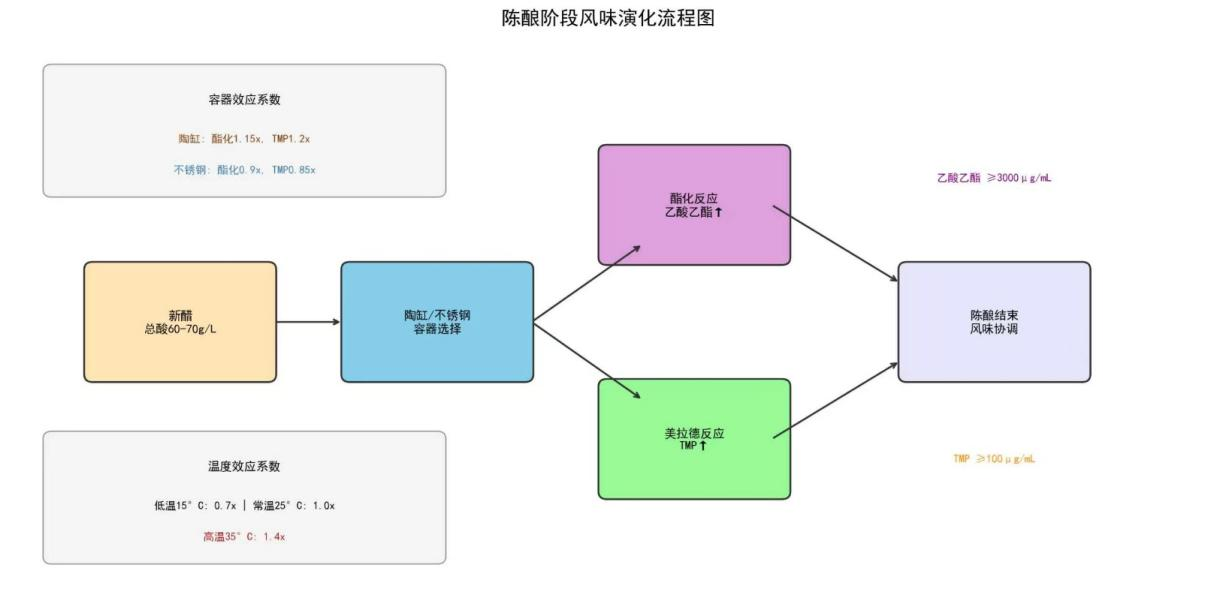 陈酿阶段风味演化流程图
容器效应系数
陶缸: 酯化1.15x, TMP1.2x
不锈钢: 酯化0.9x, TMP0.85x
酯化反应
乙酸乙酯↑
乙酸乙酯 ≥3000μg/mL
新醋
总酸60-70g/L
陶缸/不锈钢
容器选择
陈酿结束
风味协调
美拉德反应
TMP↑
TMP ≥100μg/mL
温度效应系数
低温15°C: 0.7x | 常温25°C: 1.0x
高温35°C: 1.4x